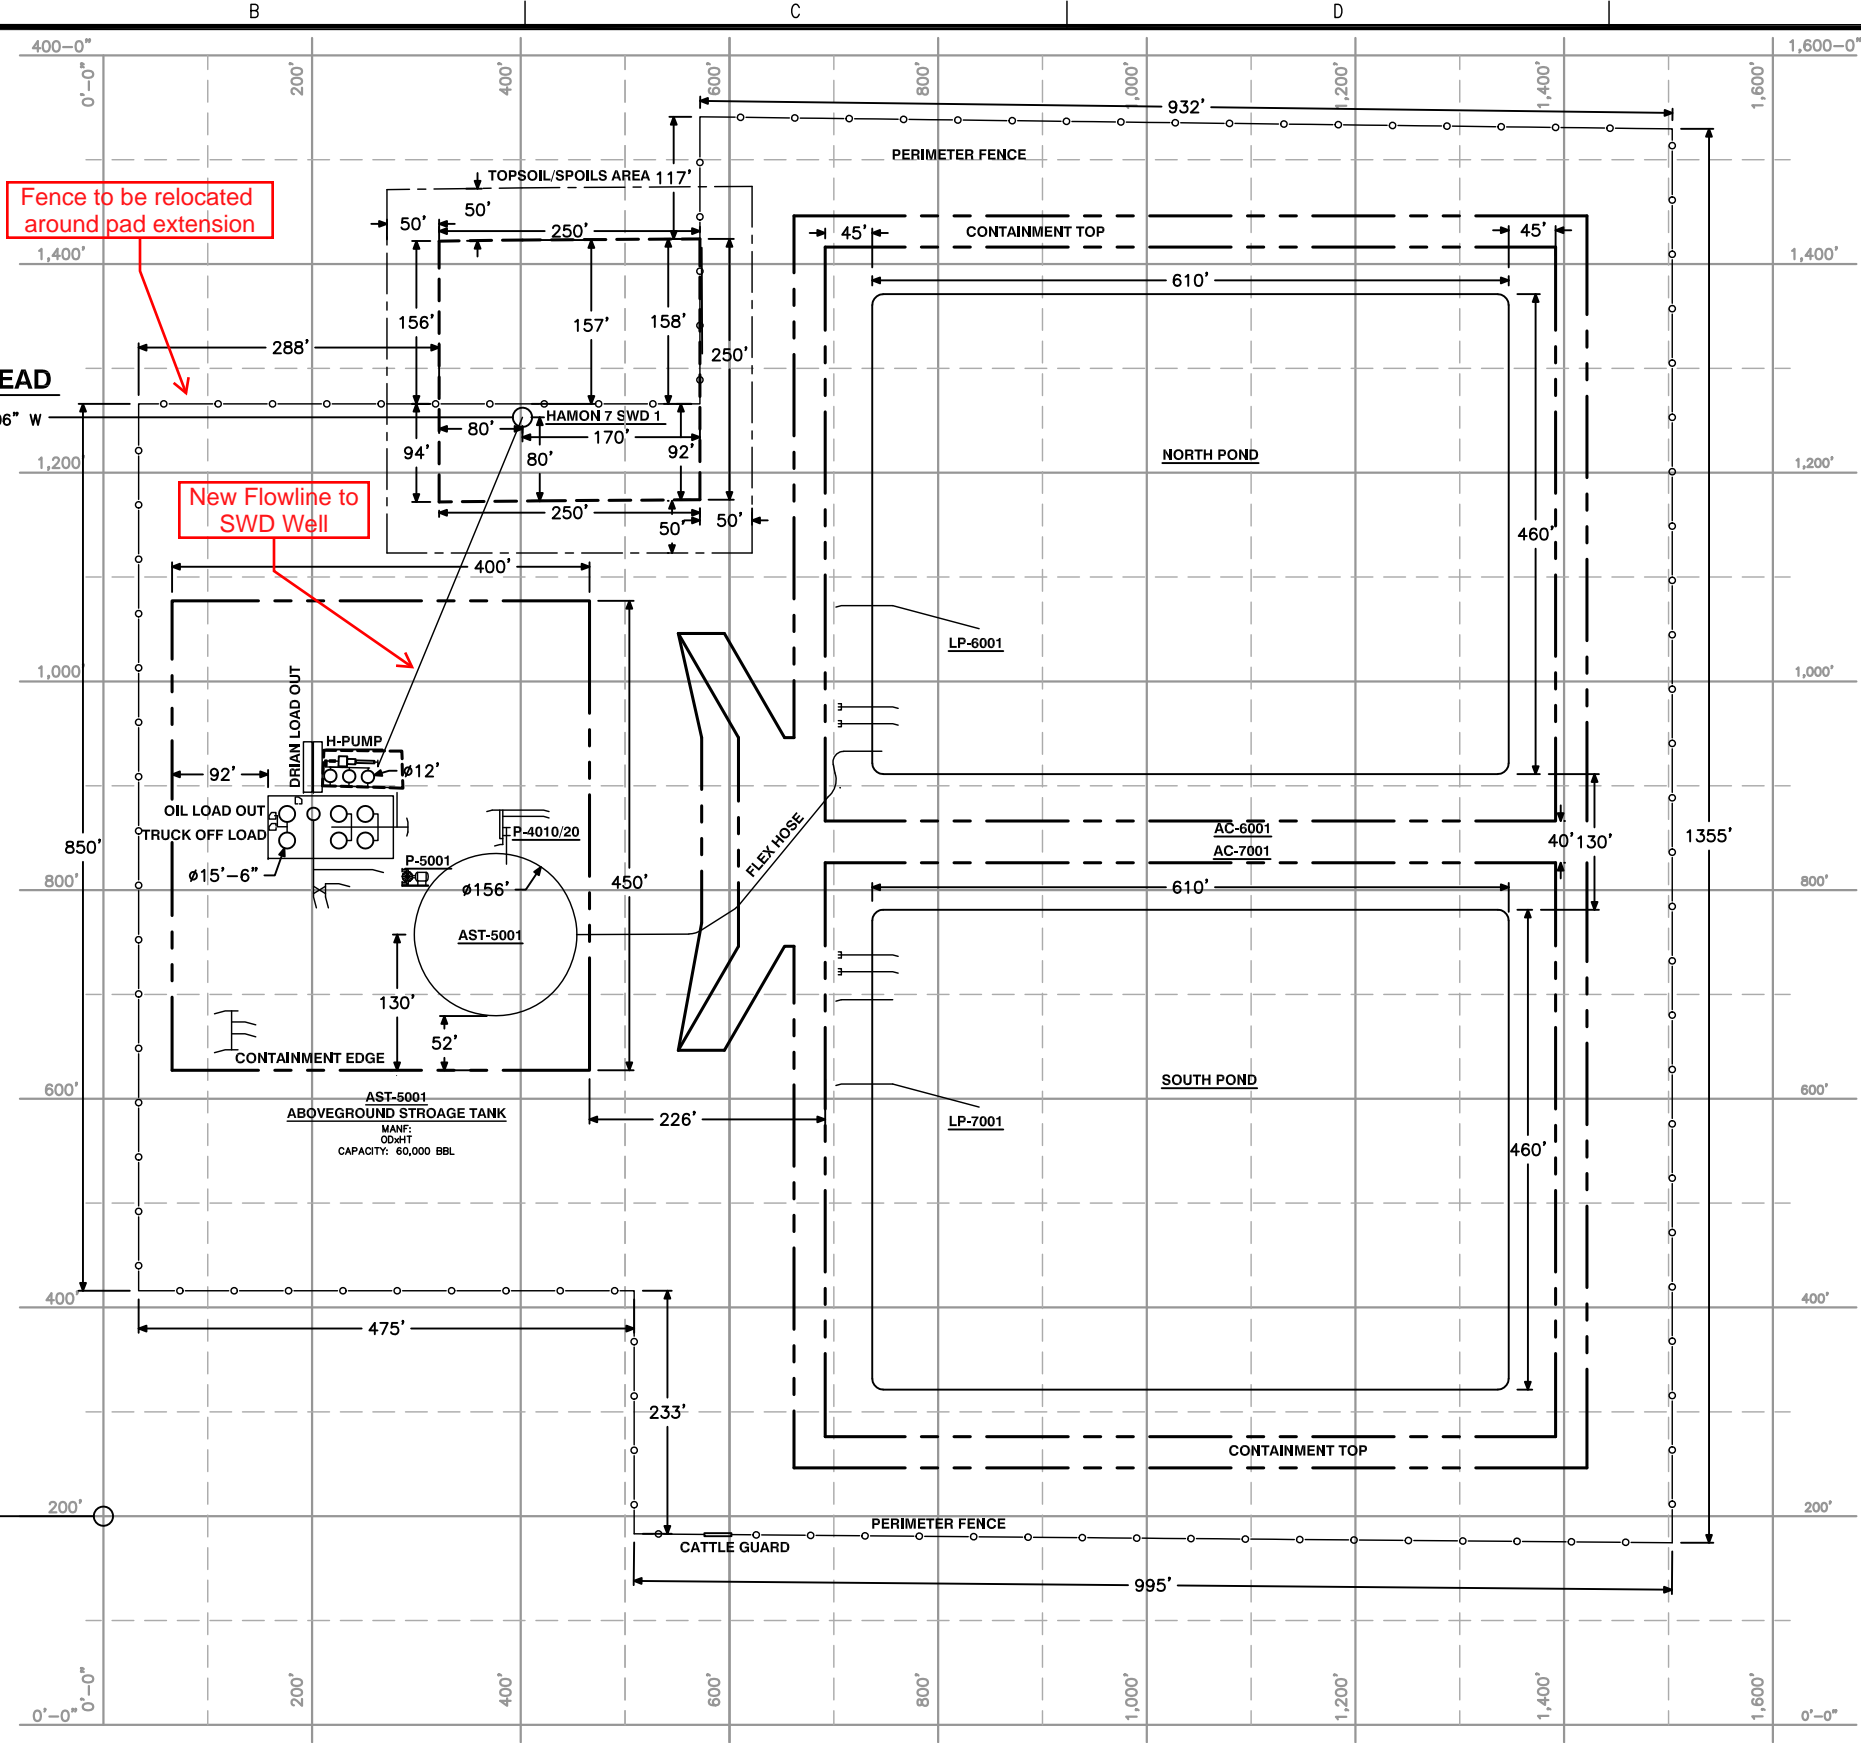 B
C
D
400-0"
1,600-0"
0'-0"
200'
400'
600'
800'
1,000'
1,200'
1,400'
1,600'
932'
PERIMETER FENCE
TOPSOIL/SPOILS AREA
117'
Fence to be relocated
around pad extension
50'
50'
250'
45'
CONTAINMENT TOP
45'
1,400'
1,400'
610'
156'
157'
158'
288'
250'
EAD
06" W
HAMON 7 SWD 1
80'
170'
94'
80'
92'
NORTH POND
1,200
1,200'
New Flowline to
SWD Well
250'
50'
50'
460'
400'
LP-6001
1,000'
1,000'
DRIAN LOAD OUT
H-PUMP
92'
ø12'
OIL LOAD OUT
TRUCK OFF LOAD
P-4010/20
FLEX HOSE
AC-6001
AC-7001
40'
130'
1355'
850'
P-5001
ø15'-6"
ø156'
450'
610'
800'
800'
AST-5001
130'
52'
CONTAINMENT EDGE
SOUTH POND
600'
600'
AST-5001
ABOVEGROUND STROAGE TANK
MANF:
ODxHT
CAPACITY: 60,000 BBL
226'
LP-7001
460'
400'
400'
475'
233'
CONTAINMENT TOP
200'
200'
PERIMETER FENCE
CATTLE GUARD
995'
0'-0"
200'
400'
600'
800'
1,000'
1,200'
1,400'
1,600'
0'-0"
0'-0"